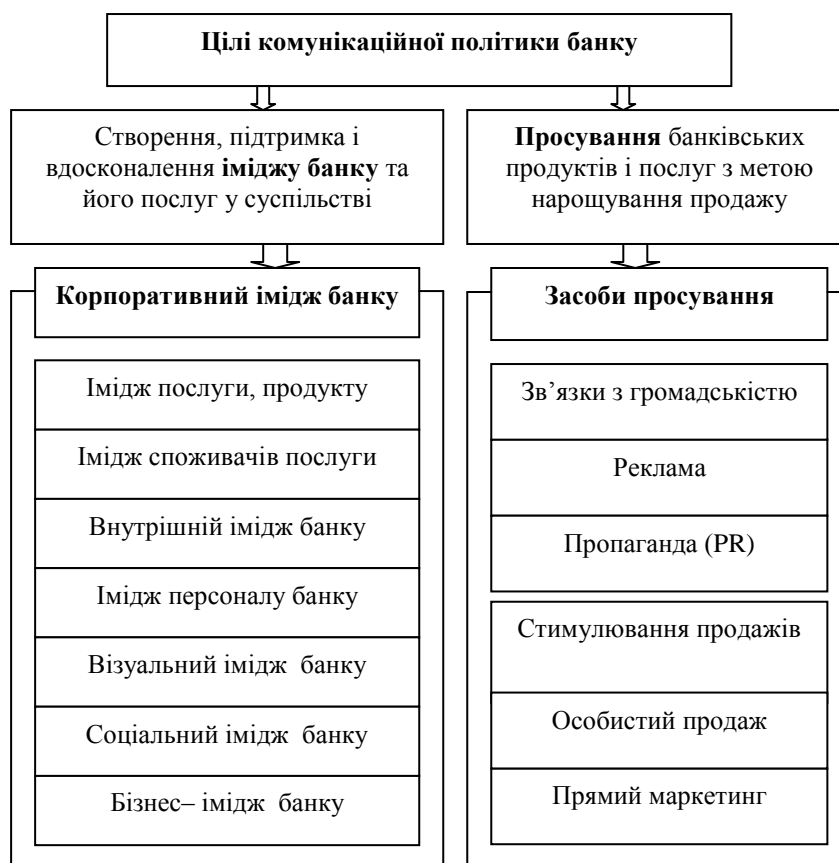 Цілі комунікаційної політики банку
Створення, підтримка і
вдосконалення іміджу банку та
його послуг у суспільстві
Просування банківських
продуктів і послуг з метою
нарощування продажу
Корпоративний імідж банку
Імідж послуги, продукту
Імідж споживачів послуги
Внутрішній імідж банку
Імідж персоналу банку
Візуальний імідж банку
Соціальний імідж банку
Бізнес– імідж банку
Засоби просування
Зв’язки з громадськістю
Реклама
Пропаганда (PR)
Стимулювання продажів
Особистий продаж
Прямий маркетинг